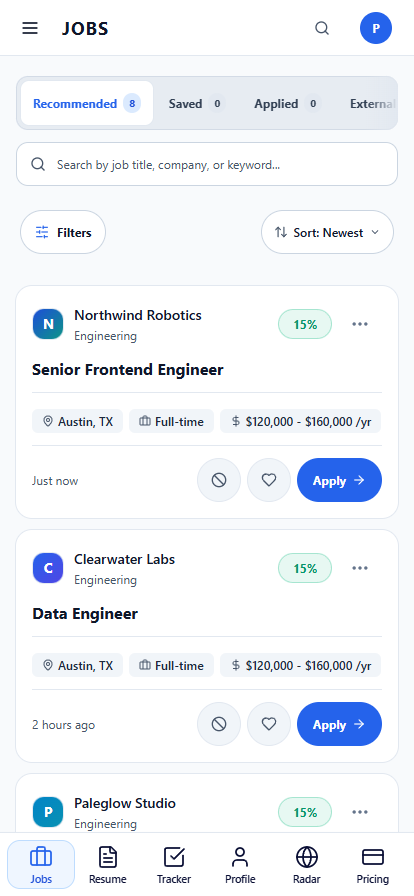 JOBS
P
Recommended 8 Saved 0 Applied 0 External
Search by job title, company, or keyword...
Filters Sort: Newest
N Northwind Robotics 15%
Engineering
Senior Frontend Engineer
Austin, TX Full-time $120,000 - $160,000 /yr
Just now Apply
C Clearwater Labs 15%
Engineering
Data Engineer
Austin, TX Full-time $120,000 - $160,000 /yr
2 hours ago Apply
P Paleglow Studio 15%
Engineering
Jobs Resume Tracker Profile Radar Pricing